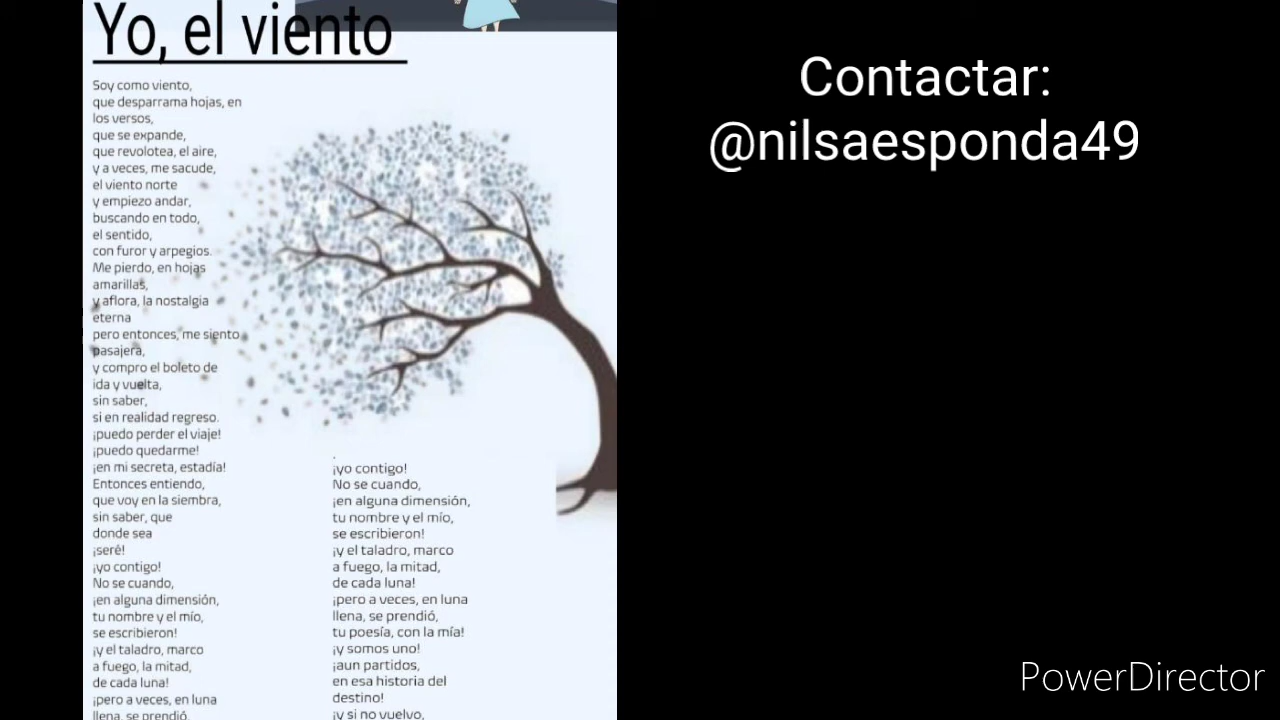 Yo, el viento
Soy como viento,
que desparrama hojas, en
los versos,
que se expande,
que revolotea, el aire,
y a veces, me sacude,
el viento norte
y empiezo andar,
buscando en todo,
el sentido,
con furor y arpegios.
Me pierdo, en hojas
amarillas,
y aflora, la nostalgia
eterna
pero entonces, me siento
pasajera,
y compro el boleto de
ida y vuelta,
sin saber,
si en realidad regreso.
¡puedo perder el viaje!
¡puedo quedarme!
¡en mi secreta, estadía!
Entonces entiendo,
que voy en la siembra,
sin saber, que
donde sea
¡seré!
¡yo contigo!
No se cuando,
¡en alguna dimensión,
tu nombre y el mío,
se escribieron!
¡y el taladro, marco
a fuego, la mitad,
de cada luna!
¡pero a veces, en luna
llena, se prendió,
.
¡yo contigo!
No se cuando,
¡en alguna dimensión,
tu nombre y el mío,
se escribieron!
¡y el taladro, marco
a fuego, la mitad,
de cada luna!
¡pero a veces, en luna
llena, se prendió,
tu poesía, con la mía!
¡y somos uno!
¡aun partidos,
en esa historia del
destino!
¡y si no vuelvo,
Contactar:
@nilsaesponda49
PowerDirector